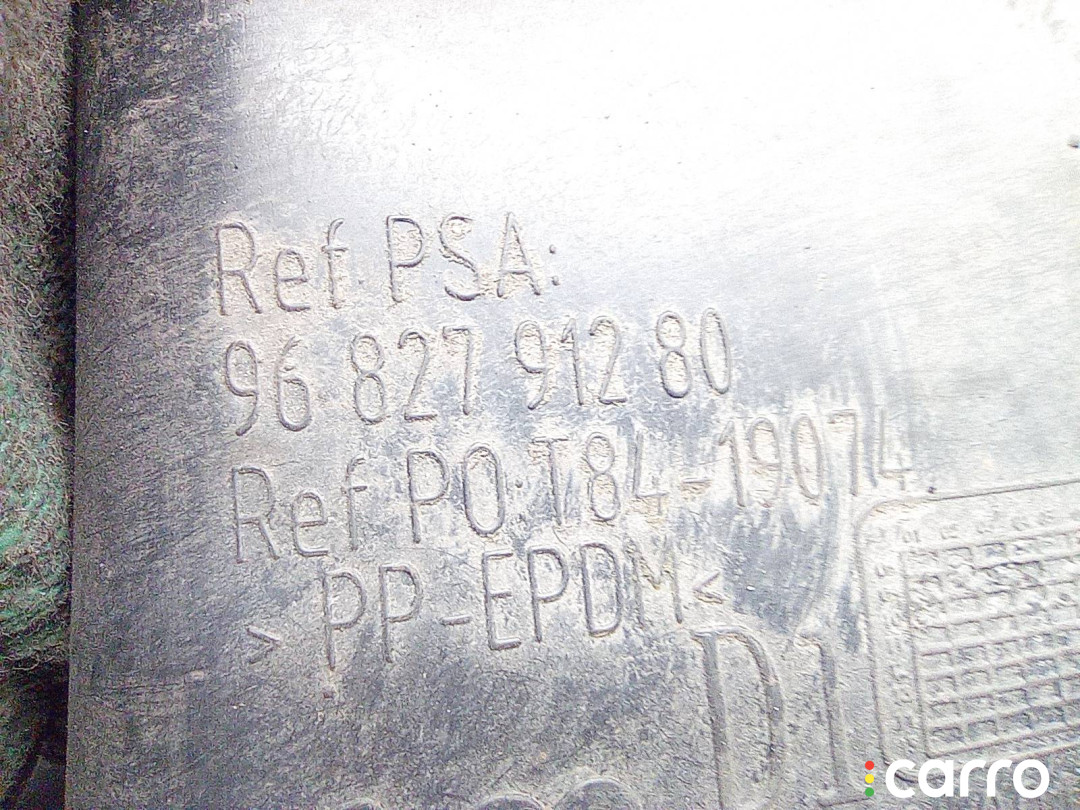 Ref. PSA:
96 827 912 80
Ref PO T84-19074
> PP-EPDM <
D1
carro